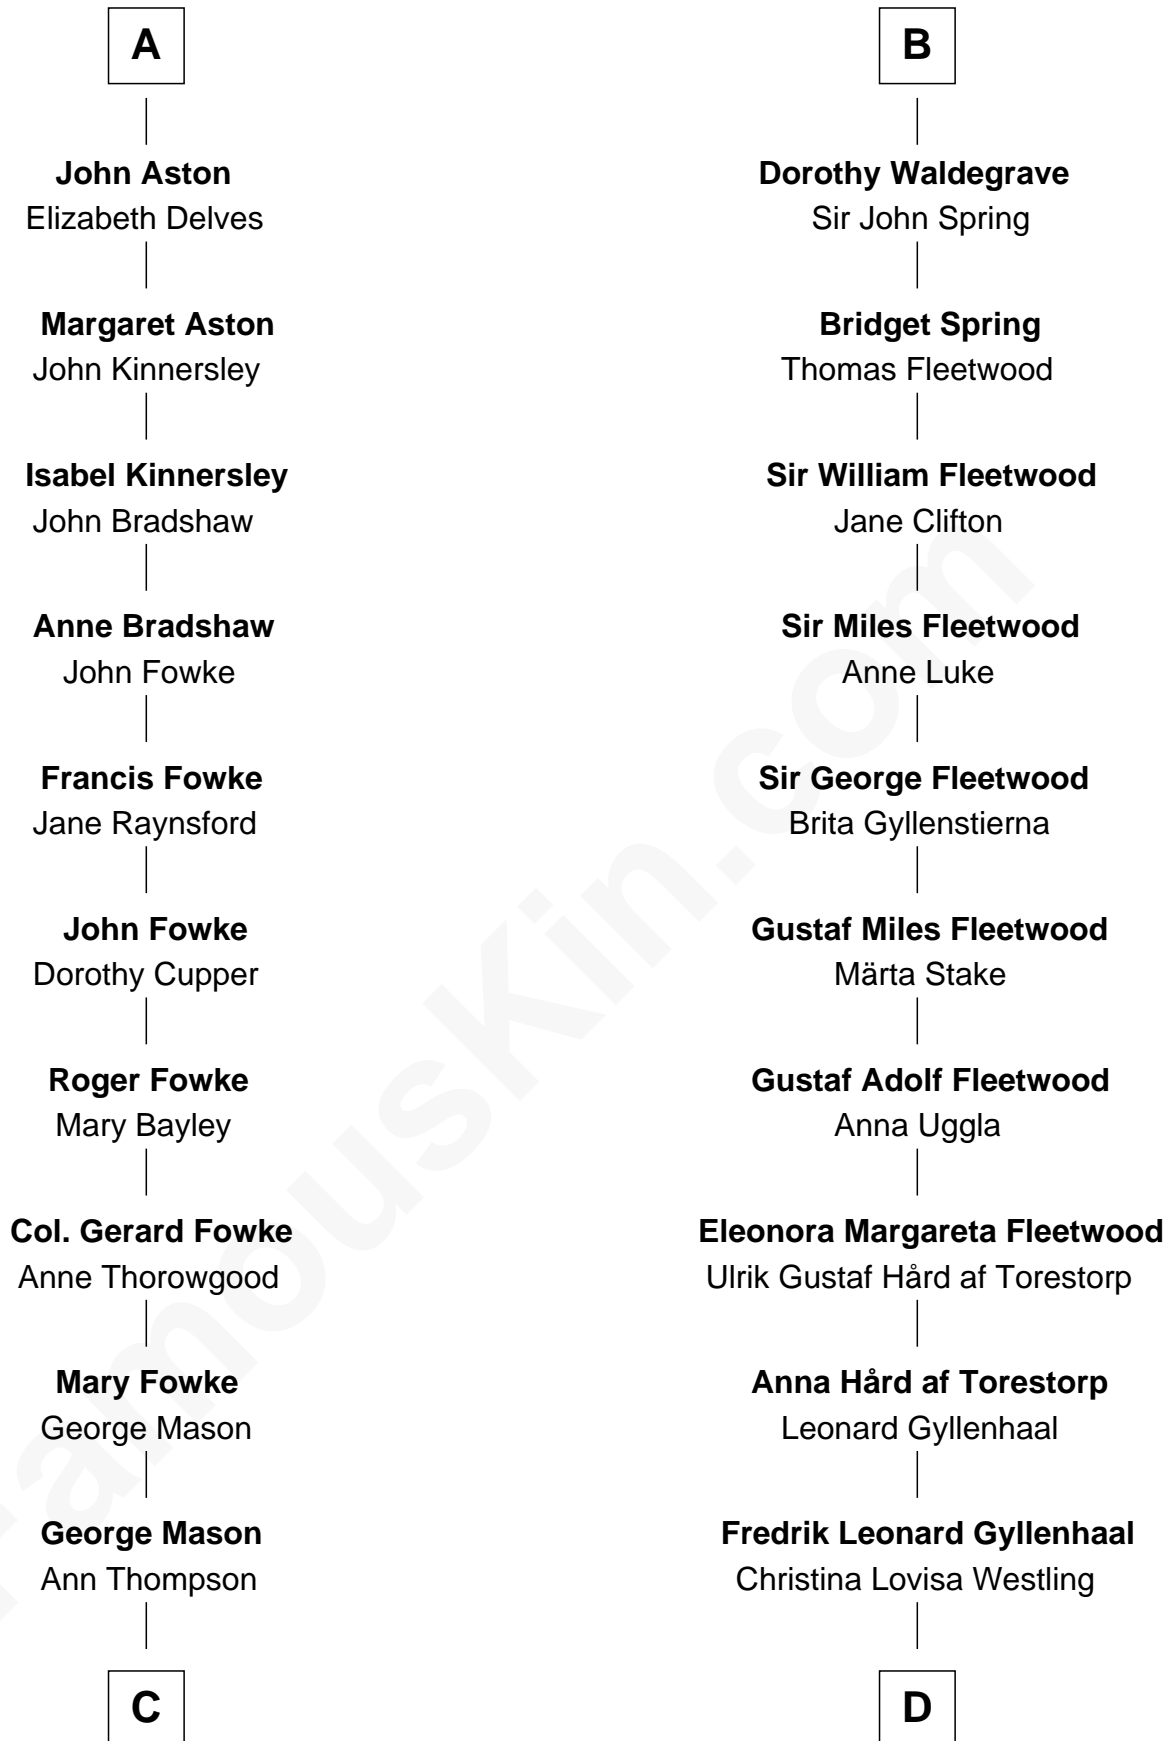 A
John Aston
Elizabeth Delves
Margaret Aston
John Kinnersley
Isabel Kinnersley
John Bradshaw
Anne Bradshaw
John Fowke
Francis Fowke
Jane Raynsford
John Fowke
Dorothy Cupper
Roger Fowke
Mary Bayley
Col. Gerard Fowke
Anne Thorowgood
Mary Fowke
George Mason
George Mason
Ann Thompson
C
B
Dorothy Waldegrave
Sir John Spring
Bridget Spring
Thomas Fleetwood
Sir William Fleetwood
Jane Clifton
Sir Miles Fleetwood
Anne Luke
Sir George Fleetwood
Brita Gyllenstierna
Gustaf Miles Fleetwood
Märta Stake
Gustaf Adolf Fleetwood
Anna Uggla
Eleonora Margareta Fleetwood
Ulrik Gustaf Hård af Torestorp
Anna Hård af Torestorp
Leonard Gyllenhaal
Fredrik Leonard Gyllenhaal
Christina Lovisa Westling
D
FamousKin.com